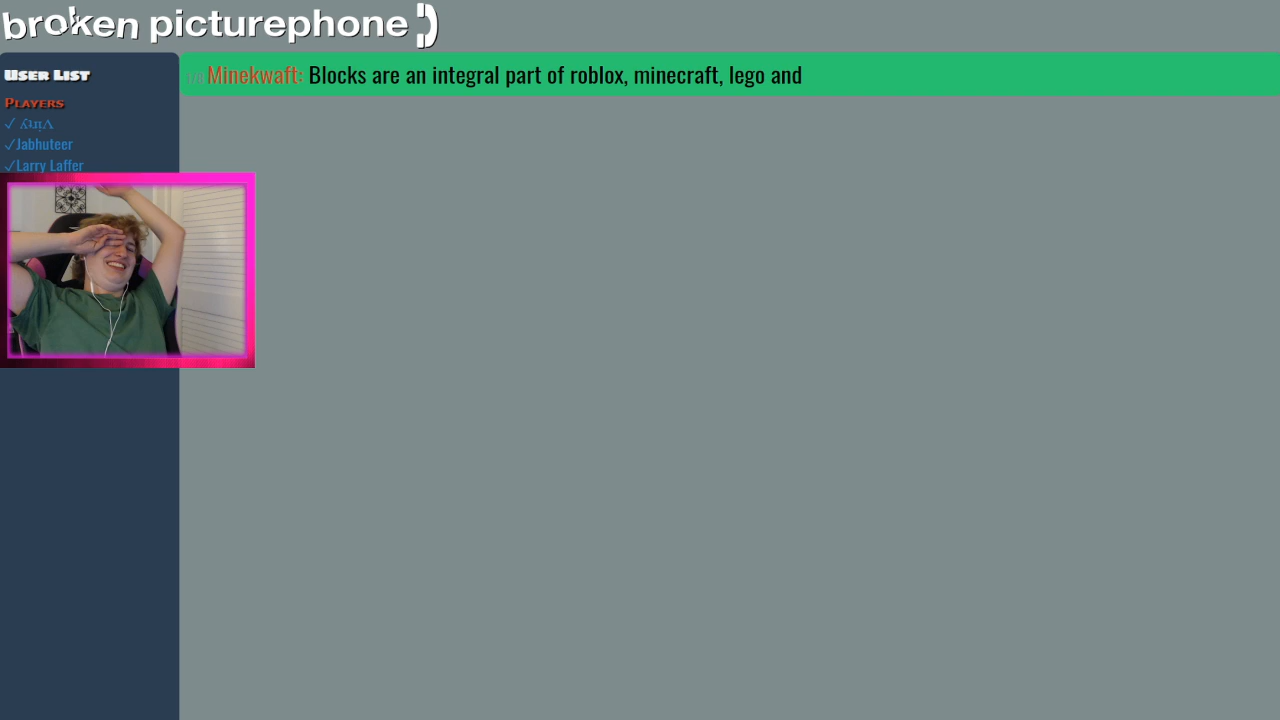 broken picturephone
User List
Minekwaft: Blocks are an integral part of roblox, minecraft, lego and
Players
✓Jabhuteer
✓Larry Laffer